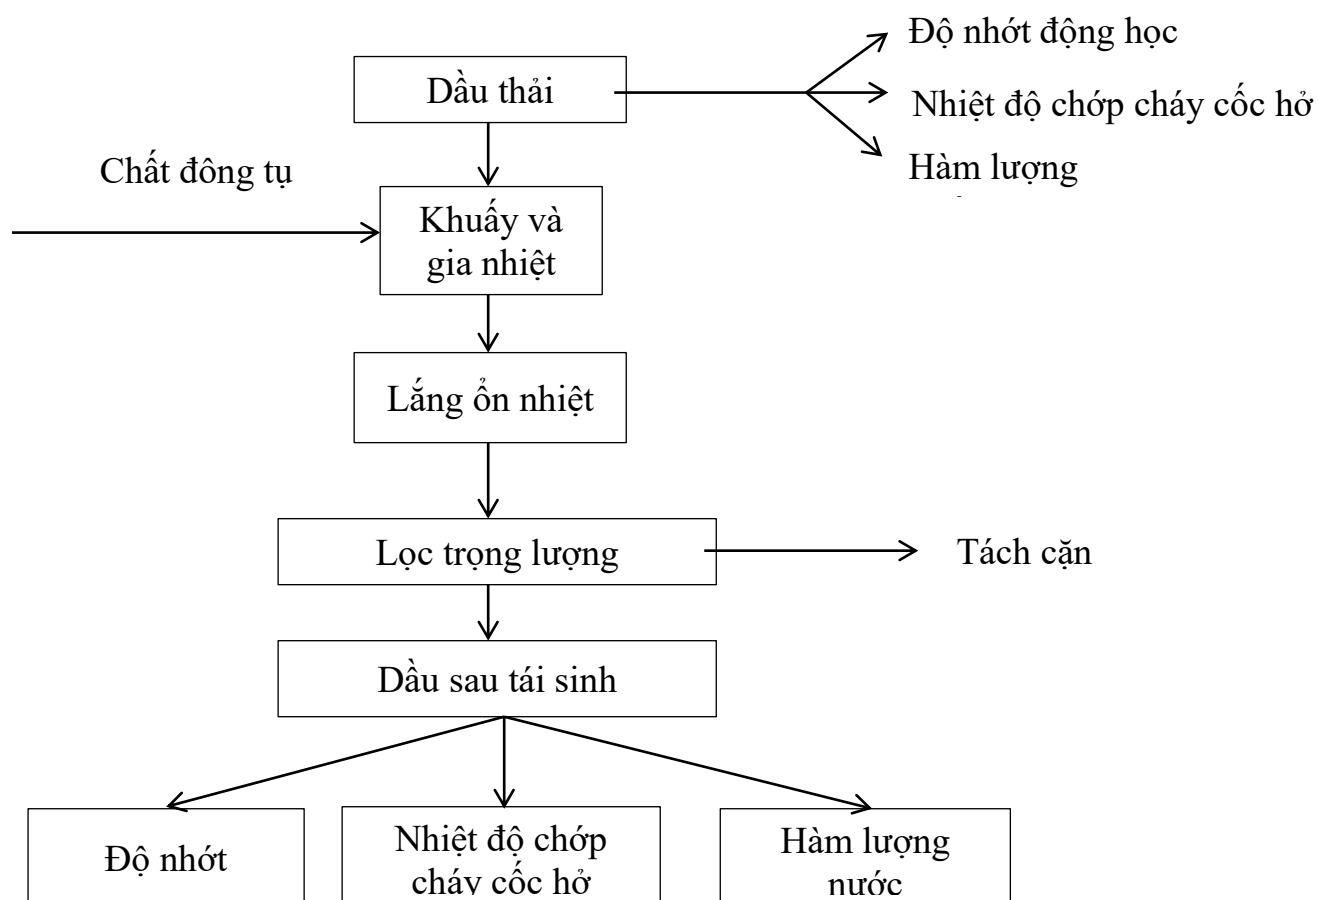 Độ nhớt động học
Dầu thải
Nhiệt độ chớp cháy cốc hở
Hàm lượng
Chất đông tụ
Khuấy và
gia nhiệt
Lắng ổn nhiệt
Lọc trọng lượng
Tách cặn
Dầu sau tái sinh
Độ nhớt
Nhiệt độ chớp
cháy cốc hở
Hàm lượng
nước